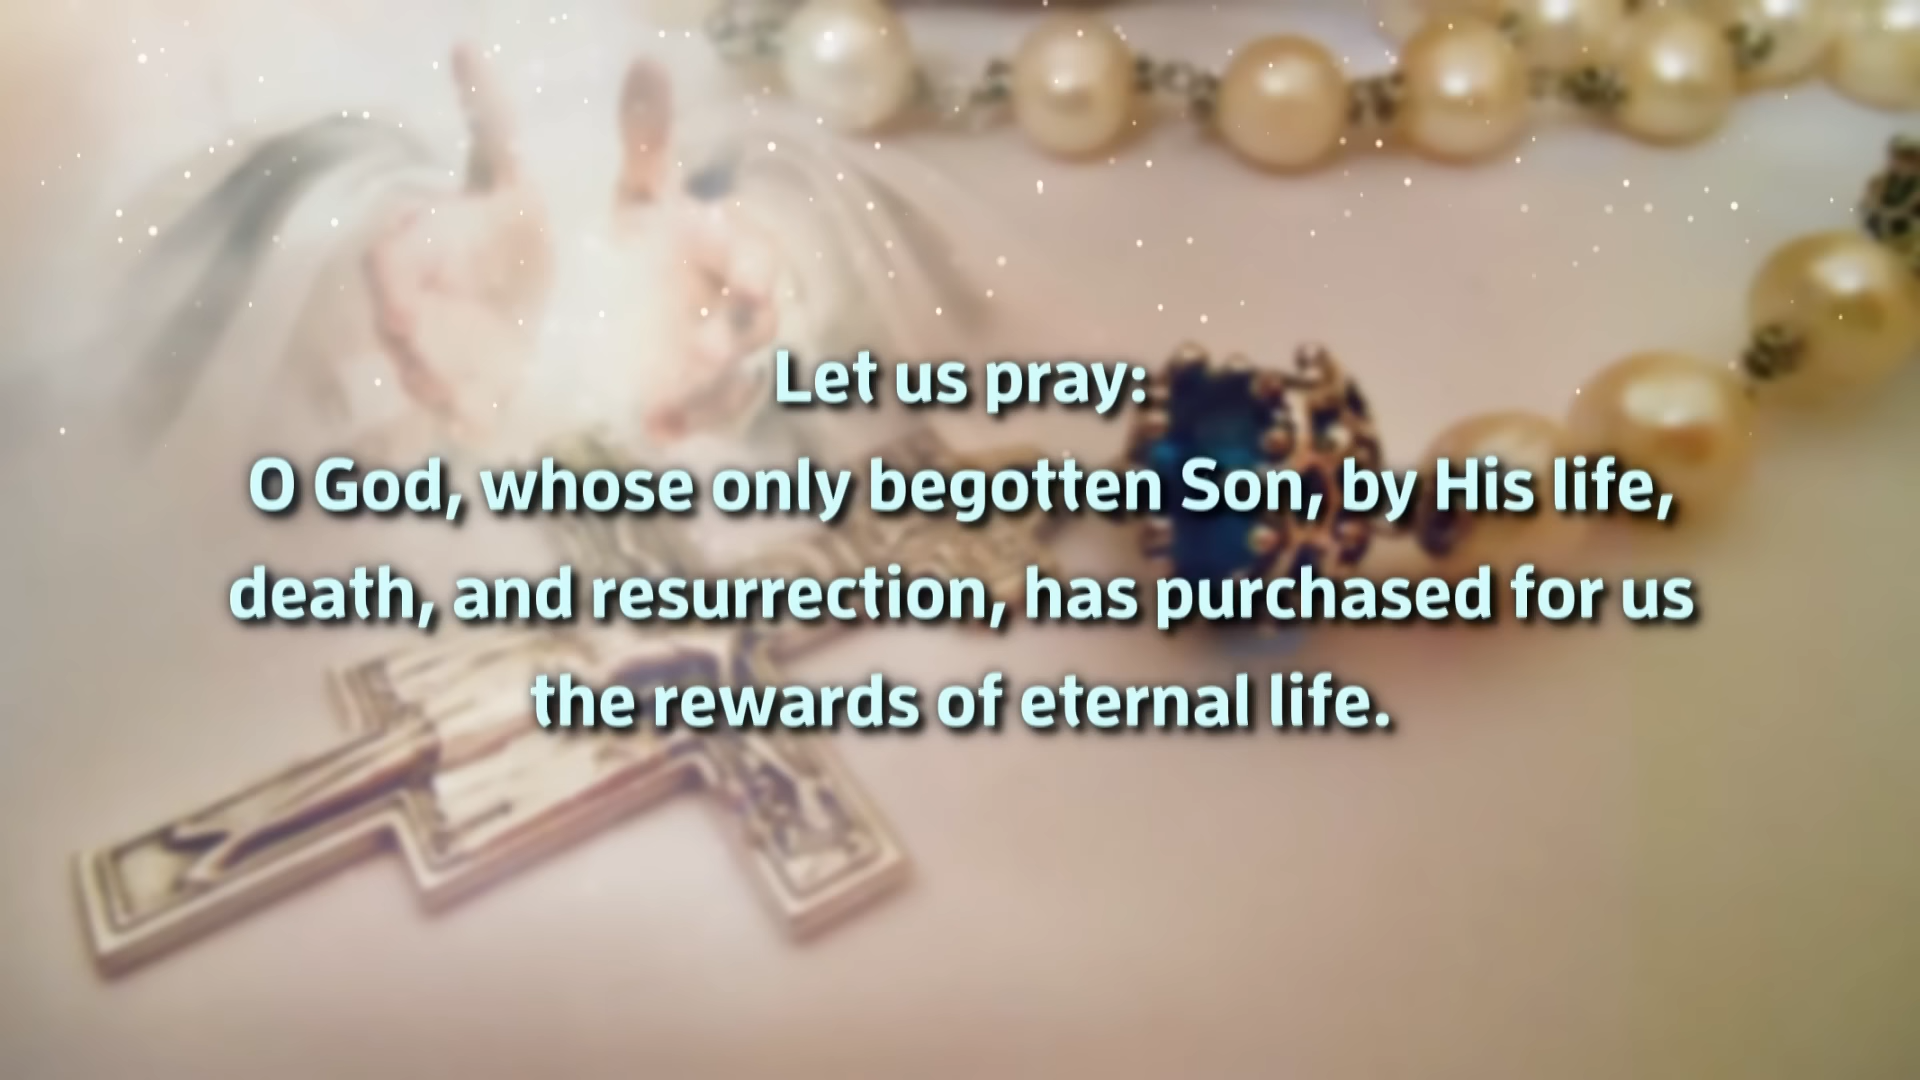 Let us pray:
O God, whose only begotten Son, by His life,
death, and resurrection, has purchased for us
the rewards of eternal life.